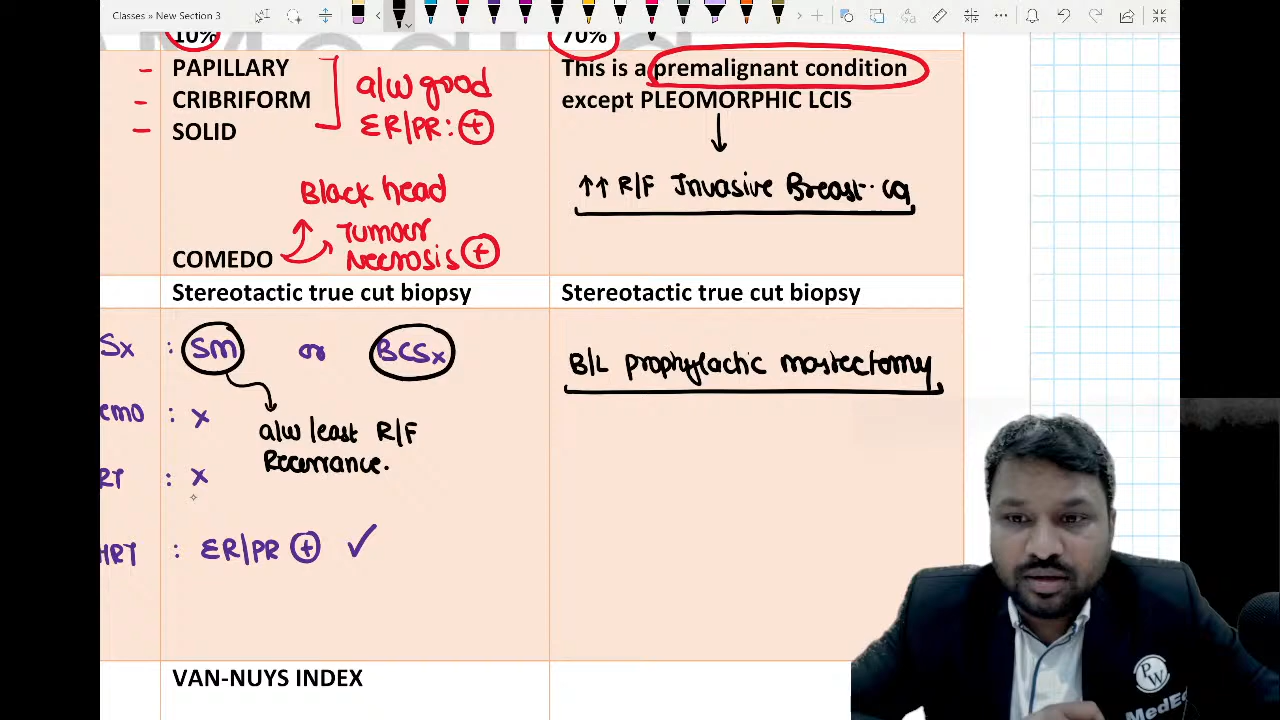 Classes » New Section 3
10%
70%
- PAPILLARY
- CRIBRIFORM
- SOLID
a/w good
ER/PR: +
Black head
Tumour
Necrosis +
COMEDO
This is a premalignant condition
except PLEOMORPHIC LCIS
↑↑ R/F Invasive Breast ca
Stereotactic true cut biopsy
Stereotactic true cut biopsy
Sx : SM or BCSx
B/L prophylactic mastectomy
emo : x
a/w least R/F
Recurrance.
RT : x
HRT : ER/PR + ✓
VAN-NUYS INDEX
PW
MedEd